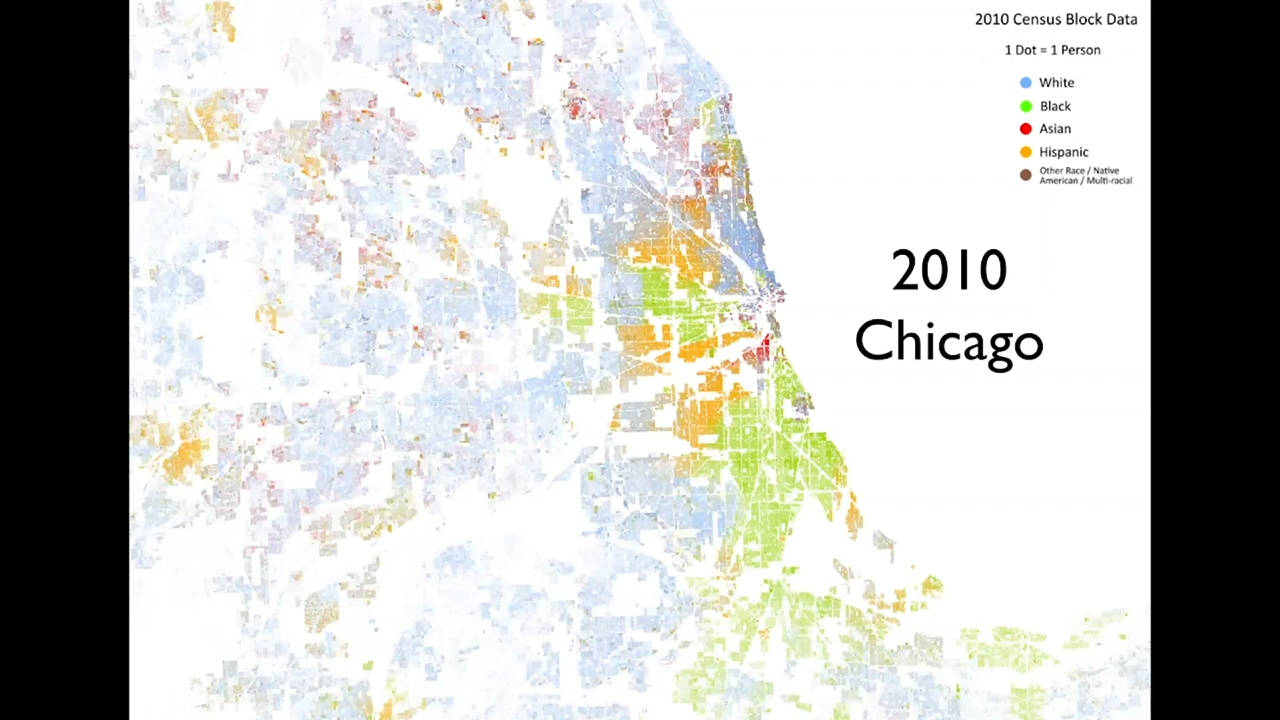 2010 Census Block Data
1 Dot = 1 Person
White
Black
Asian
Hispanic
Other Race / Native
American / Multi-racial
2010
Chicago